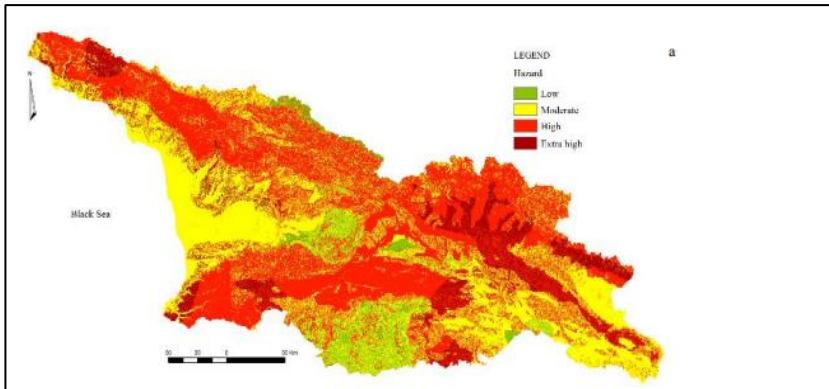 LEGEND
a
Hazard
Low
Moderate
High
Extra high
N
Black Sea